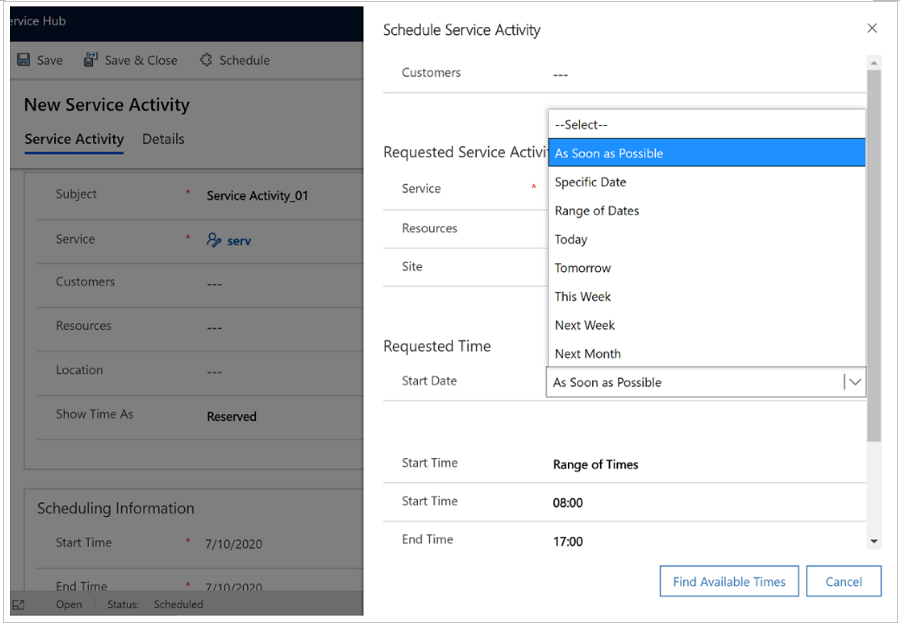 ervice Hub
Save
Save & Close
Schedule
New Service Activity
Service Activity
Details
Subject * Service Activity_01
Service * serv
Customers ---
Resources ---
Location ---
Show Time As Reserved
Scheduling Information
Start Time * 7/10/2020
End Time * 7/10/2020
Open Status: Scheduled
Schedule Service Activity
Customers ---
Requested Service Activi
Service *
Resources
Site
--Select--
As Soon as Possible
Specific Date
Range of Dates
Today
Tomorrow
This Week
Next Week
Next Month
Requested Time
Start Date As Soon as Possible
Start Time Range of Times
Start Time 08:00
End Time 17:00
Find Available Times
Cancel